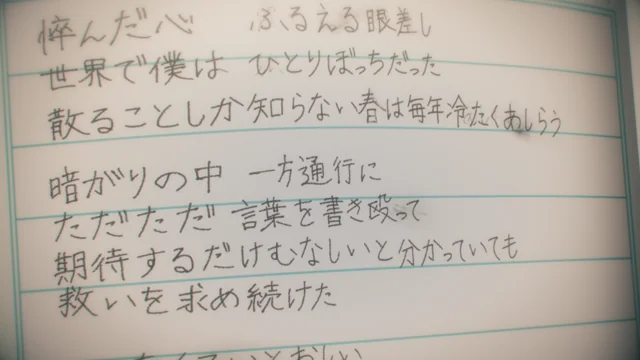 悴んだ心　ふるえる眼差し
世界で僕は　ひとりぼっちだった
散ることしか知らない春は毎年冷たくあしらう
暗がりの中　一方通行に
ただただ　言葉を書き殴って
期待するだけむなしいと分かっていても
救いを求め続けた